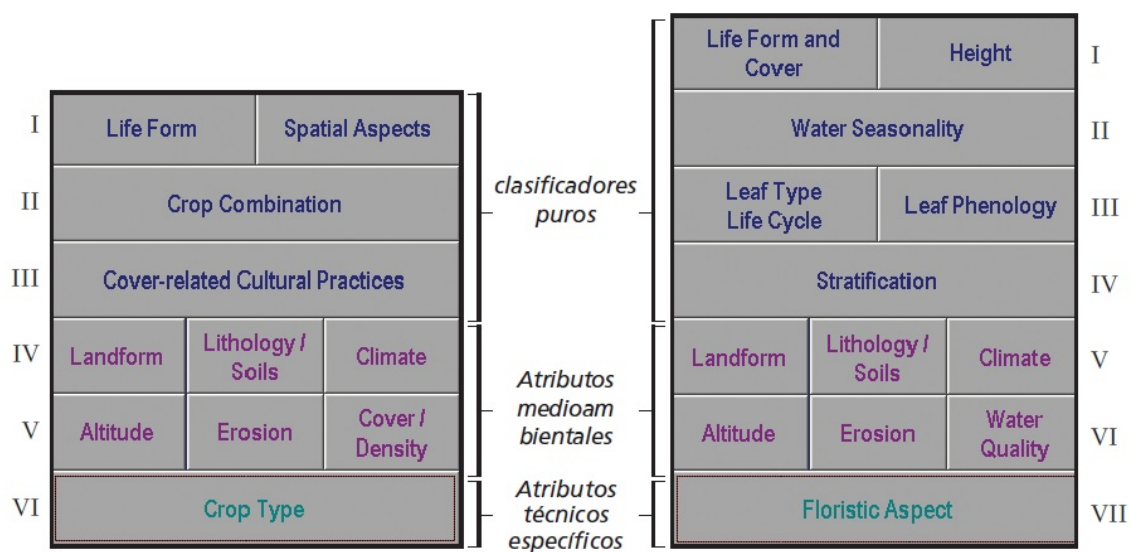 I
Life Form
Spatial Aspects
II
Crop Combination
III
Cover-related Cultural Practices
IV
Landform
Lithology /
Soils
Climate
V
Altitude
Erosion
Cover /
Density
VI
Crop Type
clasificadores
puros
Atributos
medioam
bientales
Atributos
técnicos
específicos
Life Form and
Cover
Height
I
Water Seasonality
II
Leaf Type
Life Cycle
Leaf Phenology
III
Stratification
IV
Landform
Lithology /
Soils
Climate
V
Altitude
Erosion
Water
Quality
VI
Floristic Aspect
VII